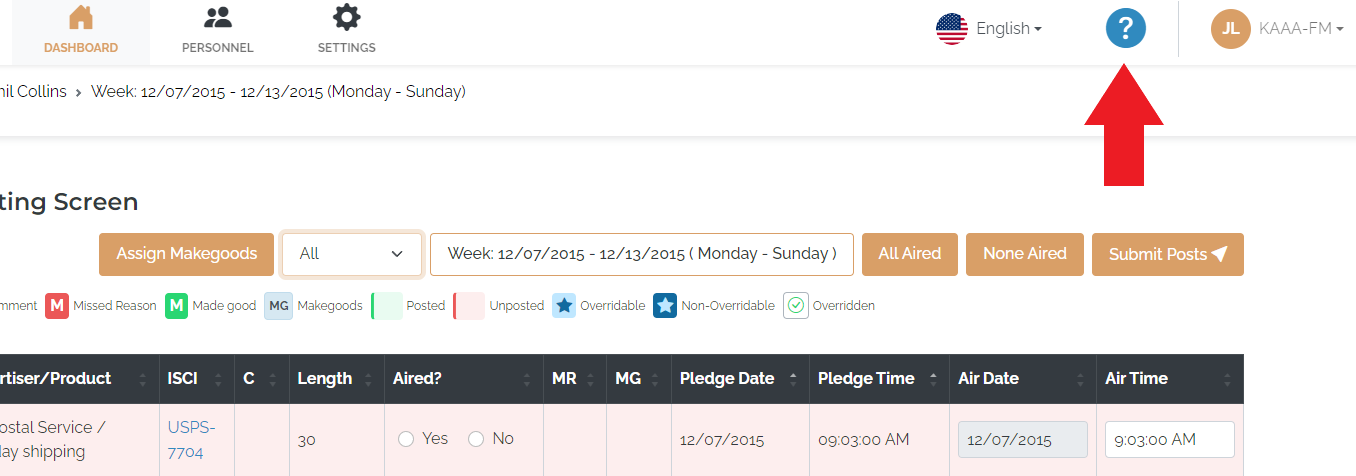 DASHBOARD PERSONNEL SETTINGS English ? JL KAAA-FM
Collins › Week: 12/07/2015 - 12/13/2015 (Monday - Sunday)
Screen
Assign Makegoods All Week: 12/07/2015 - 12/13/2015 ( Monday - Sunday ) All Aired None Aired Submit Posts
M Missed Reason M Made good MG Makegoods Posted Unposted Overridable Non-Overridable Overridden
rtiser/Product ISCI C Length Aired? MR MG Pledge Date Pledge Time Air Date Air Time
ostal Service / USPS-7704 30 Yes No 12/07/2015 09:03:00 AM 12/07/2015 9:03:00 AM
shipping